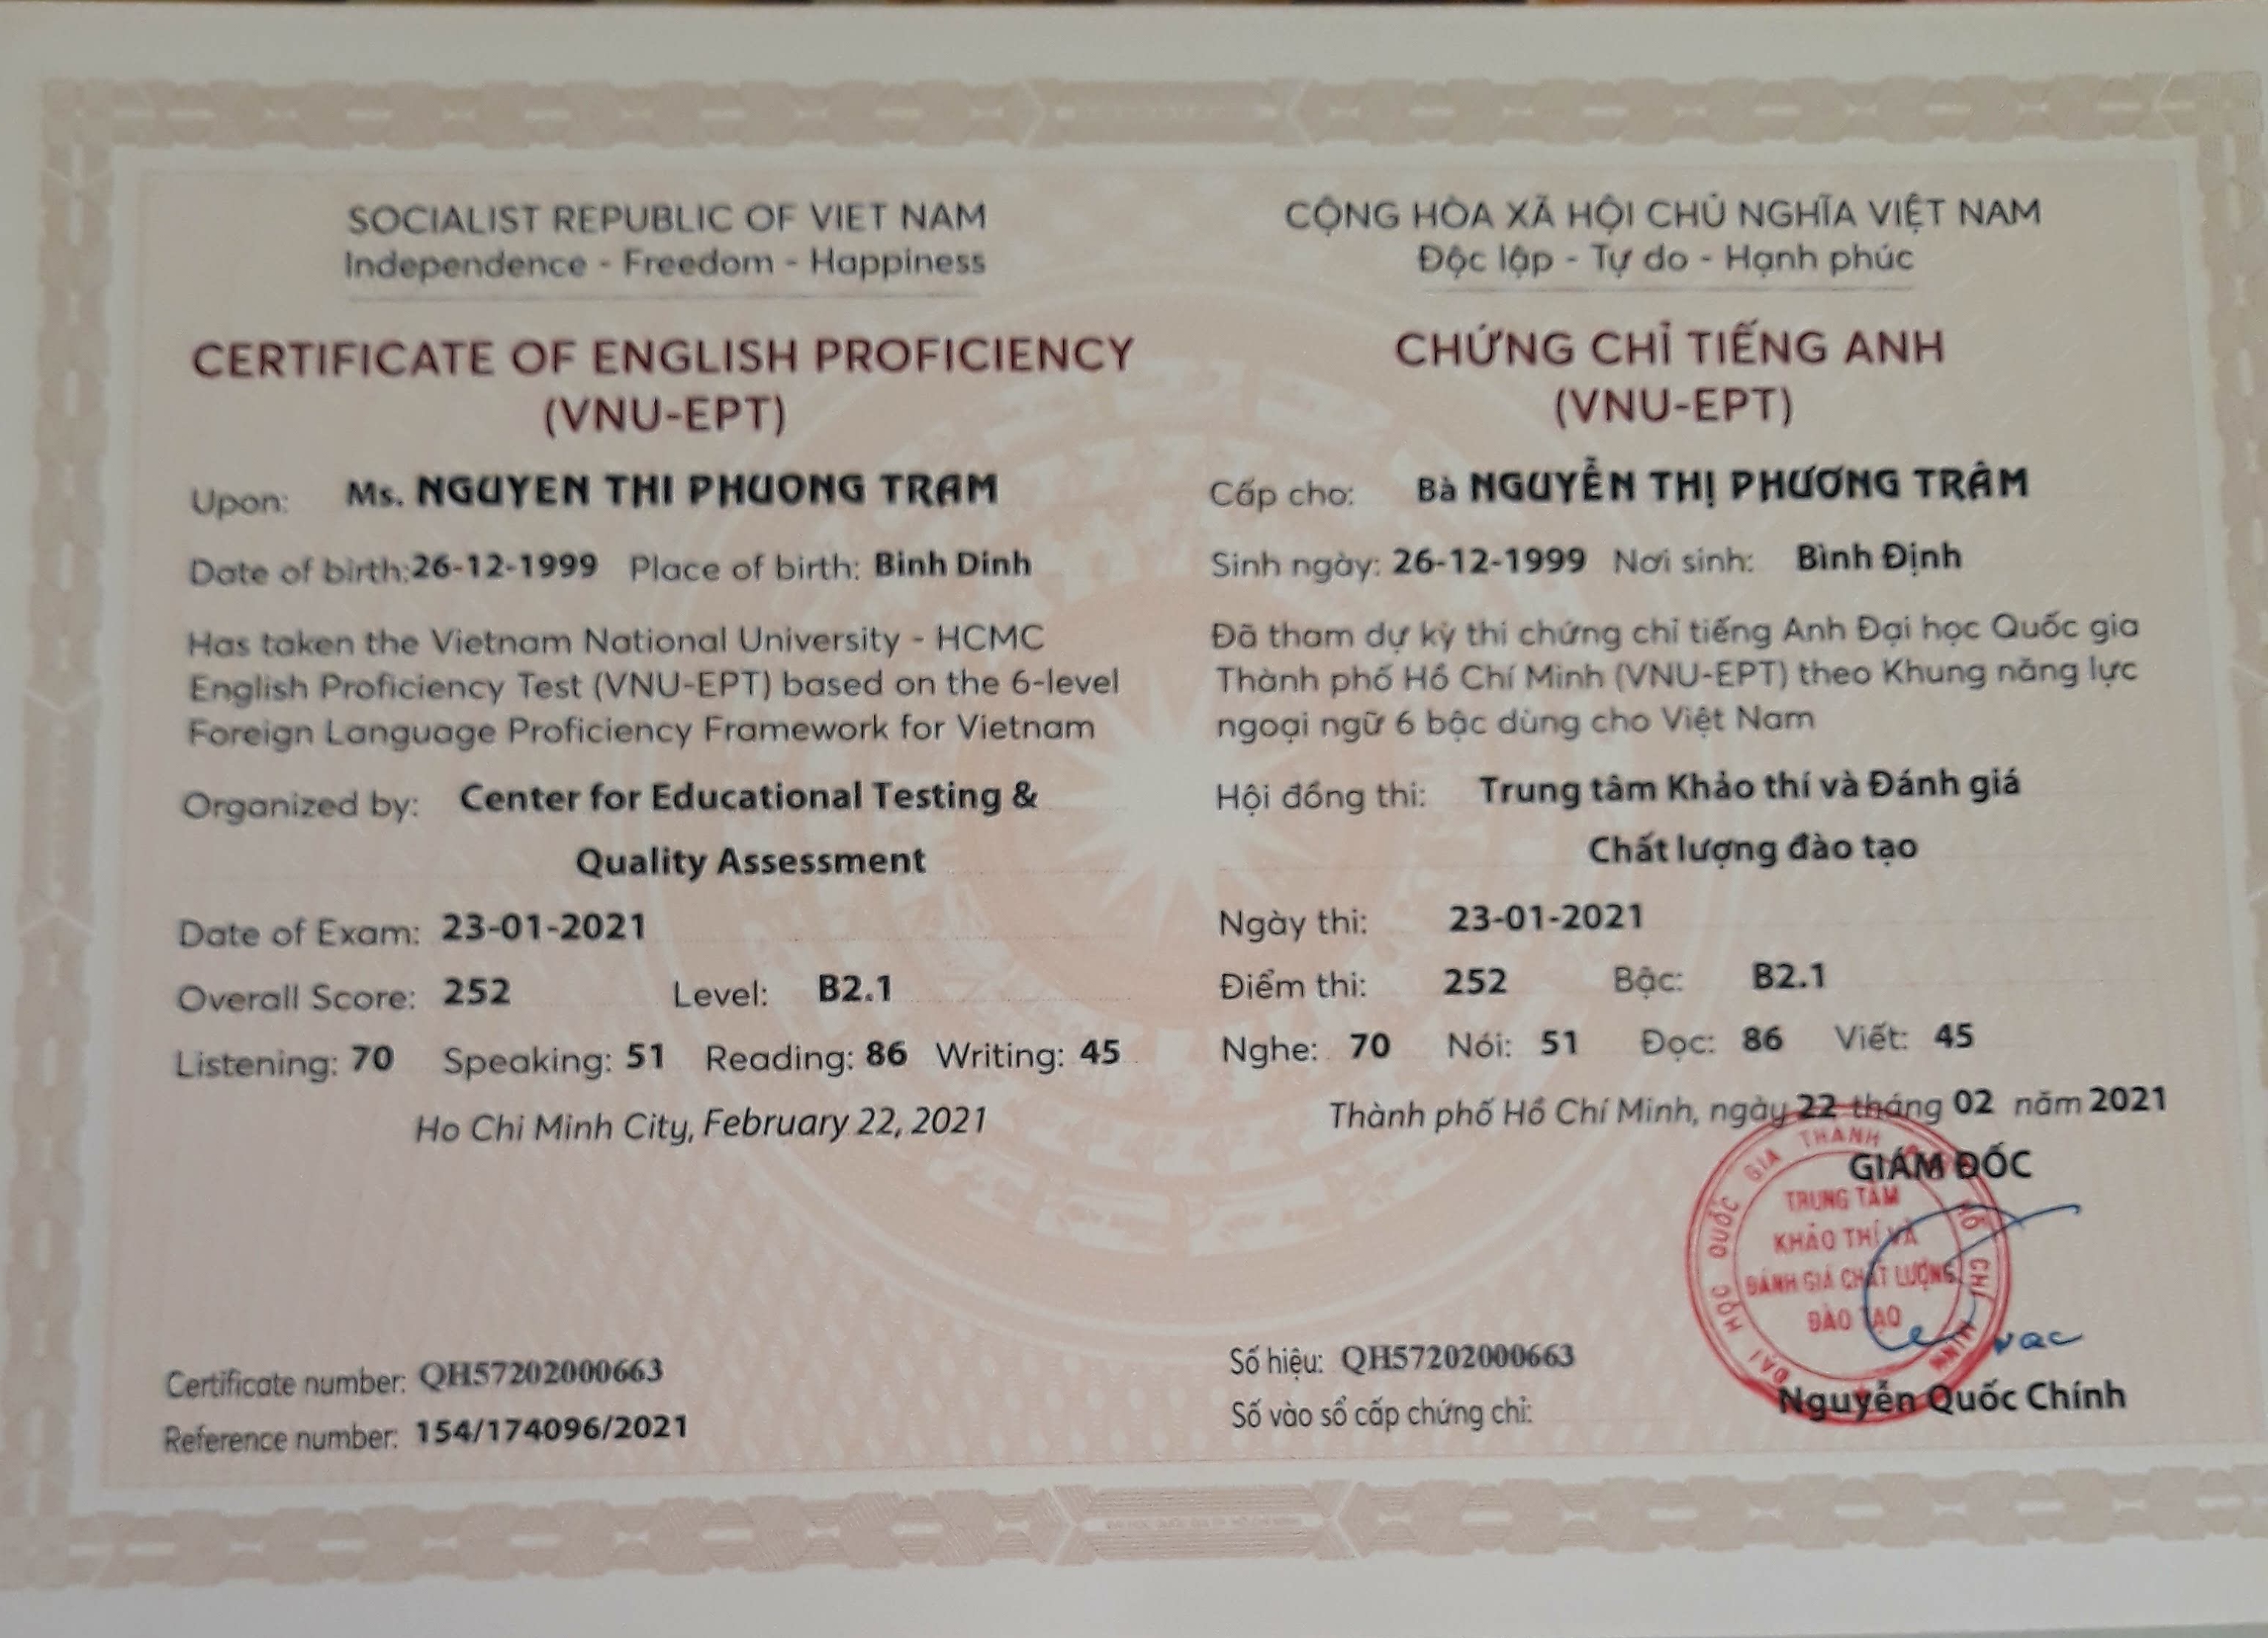 SOCIALIST REPUBLIC OF VIET NAM
Independence - Freedom - Happiness
CERTIFICATE OF ENGLISH PROFICIENCY
(VNU-EPT)
Upon: Ms. NGUYEN THI PHUONG TRAM
Date of birth: 26-12-1999 Place of birth: Binh Dinh
Has taken the Vietnam National University - HCMC
English Proficiency Test (VNU-EPT) based on the 6-level
Foreign Language Proficiency Framework for Vietnam
Organized by: Center for Educational Testing &
Quality Assessment
Date of Exam: 23-01-2021
Overall Score: 252 Level: B2.1
Listening: 70 Speaking: 51 Reading: 86 Writing: 45
Ho Chi Minh City, February 22, 2021
Certificate number: QH57202000663
Reference number: 154/174096/2021
CỘNG HÒA XÃ HỘI CHỦ NGHĨA VIỆT NAM
Độc lập - Tự do - Hạnh phúc
CHỨNG CHỈ TIẾNG ANH
(VNU-EPT)
Cấp cho: Bà NGUYỄN THỊ PHƯƠNG TRÂM
Sinh ngày: 26-12-1999 Nơi sinh: Bình Định
Đã tham dự kỳ thi chứng chỉ tiếng Anh Đại học Quốc gia
Thành phố Hồ Chí Minh (VNU-EPT) theo Khung năng lực
ngoại ngữ 6 bậc dùng cho Việt Nam
Hội đồng thi: Trung tâm Khảo thí và Đánh giá
Chất lượng đào tạo
Ngày thi: 23-01-2021
Điểm thi: 252 Bậc: B2.1
Nghe: 70 Nói: 51 Đọc: 86 Viết: 45
Thành phố Hồ Chí Minh, ngày 22 tháng 02 năm 2021
GIÁM ĐỐC
ĐẠI HỌC QUỐC GIA THÀNH HỒ CHÍ MINH
TRUNG TÂM
KHẢO THÍ VÀ
ĐÁNH GIÁ CHẤT LƯỢNG
ĐÀO TẠO
Nguyễn Quốc Chính
Số hiệu: QH57202000663
Số vào sổ cấp chứng chỉ: